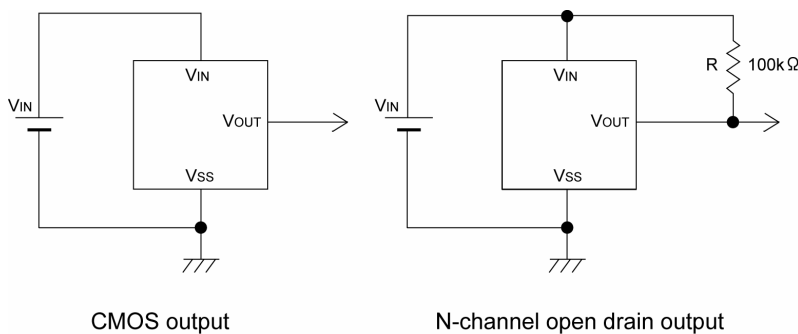 VIN
VIN
VOUT
VSS
CMOS output
VIN
VIN
VOUT
VSS
R 100kΩ
N-channel open drain output